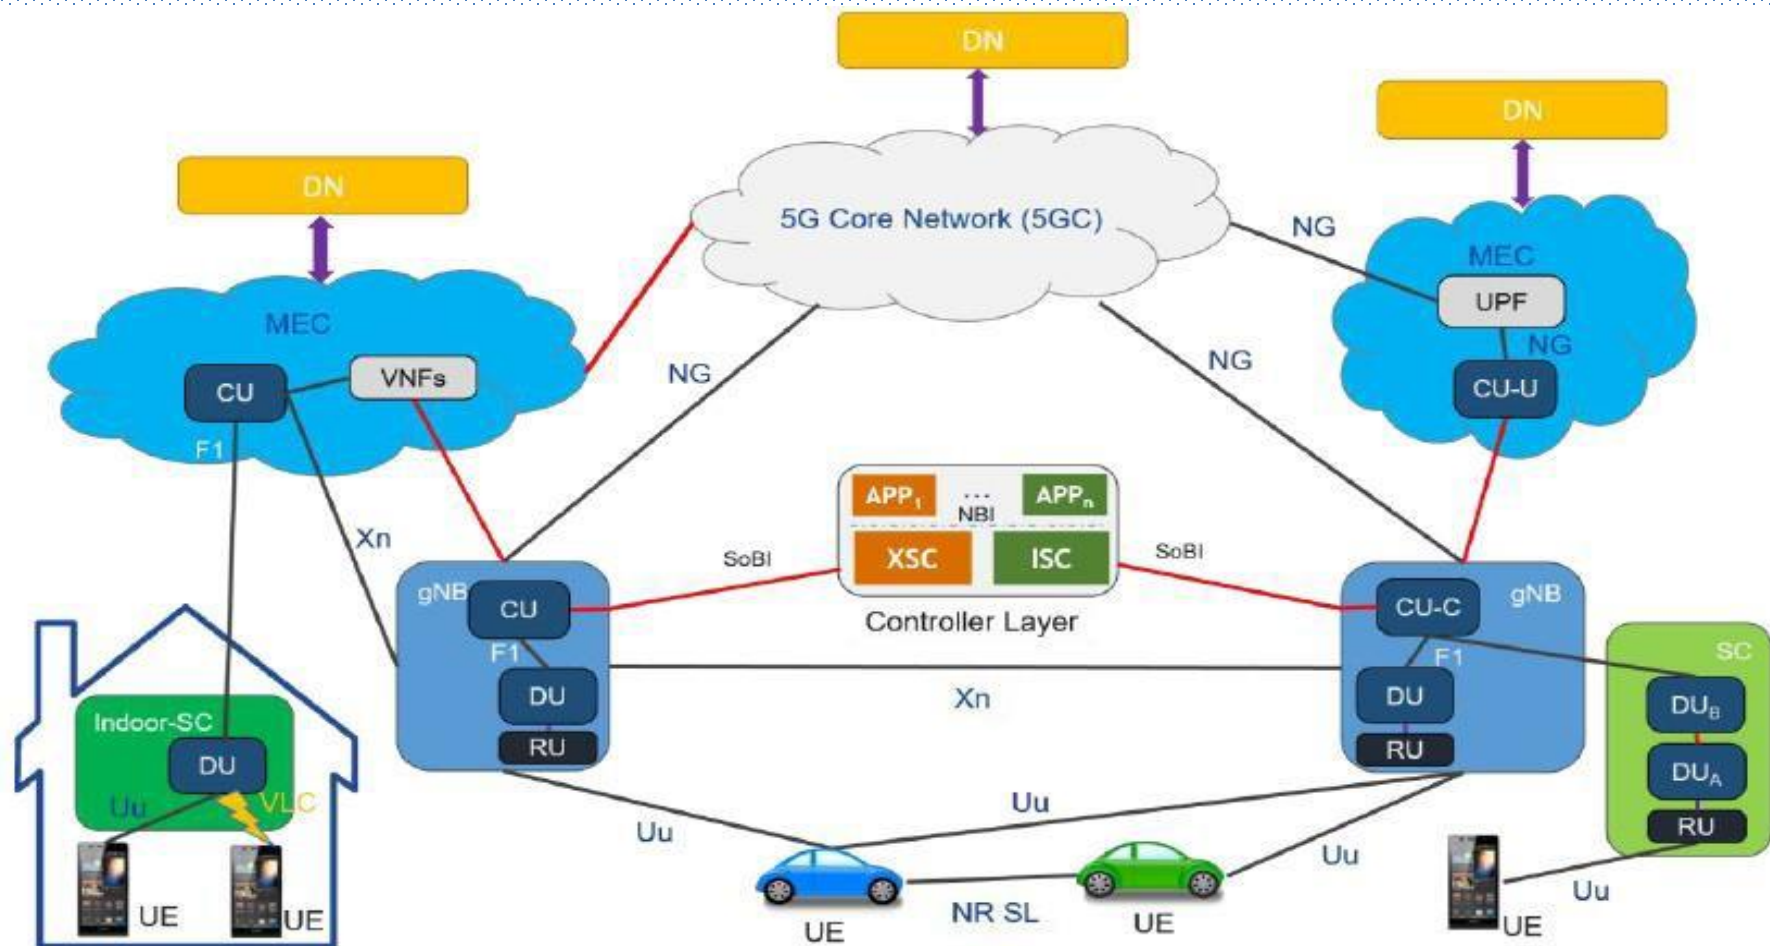 DN
DN
DN
5G Core Network (5GC)
NG
MEC
UPF
NG
CU-U
MEC
CU
VNFs
F1
NG
NG
Xn
APP1 ... APPn
NBI
XSC ISC
Controller Layer
SoBI
SoBI
gNB
CU
F1
DU
RU
gNB
CU-C
F1
DU
RU
Xn
SC
DUB
DUA
RU
Indoor-SC
DU
Uu
VLC
UE
UE
Uu
Uu
Uu
UE
NR SL
UE
Uu
UE